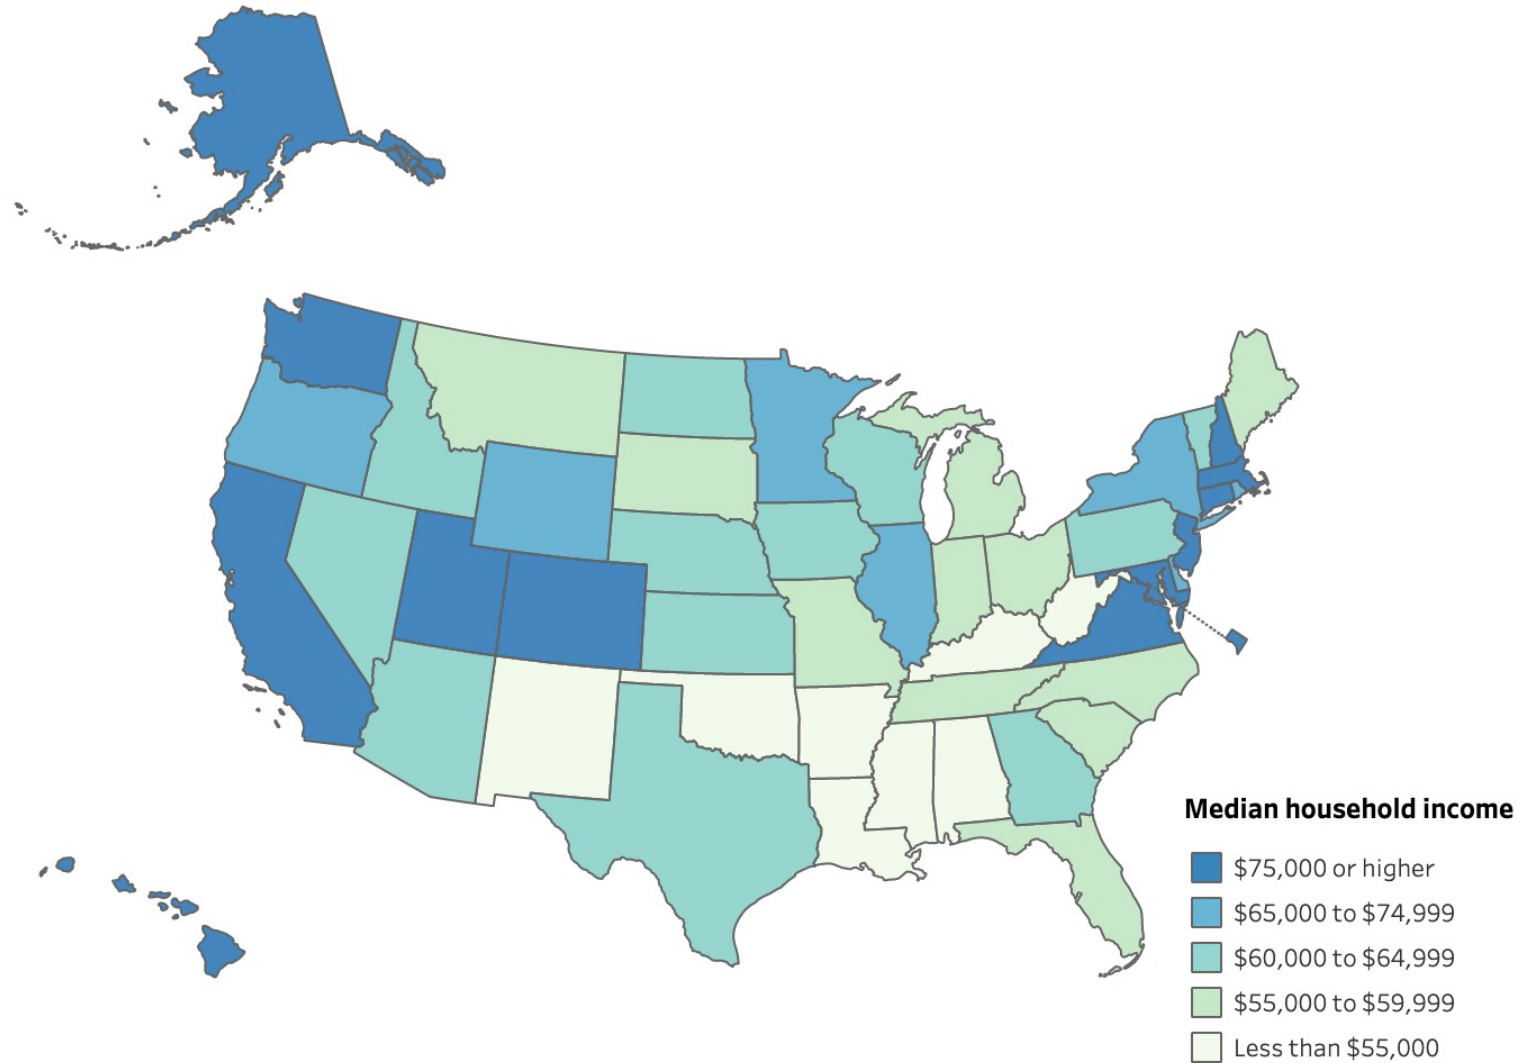 Median household income
$75,000 or higher
$65,000 to $74,999
$60,000 to $64,999
$55,000 to $59,999
Less than $55,000